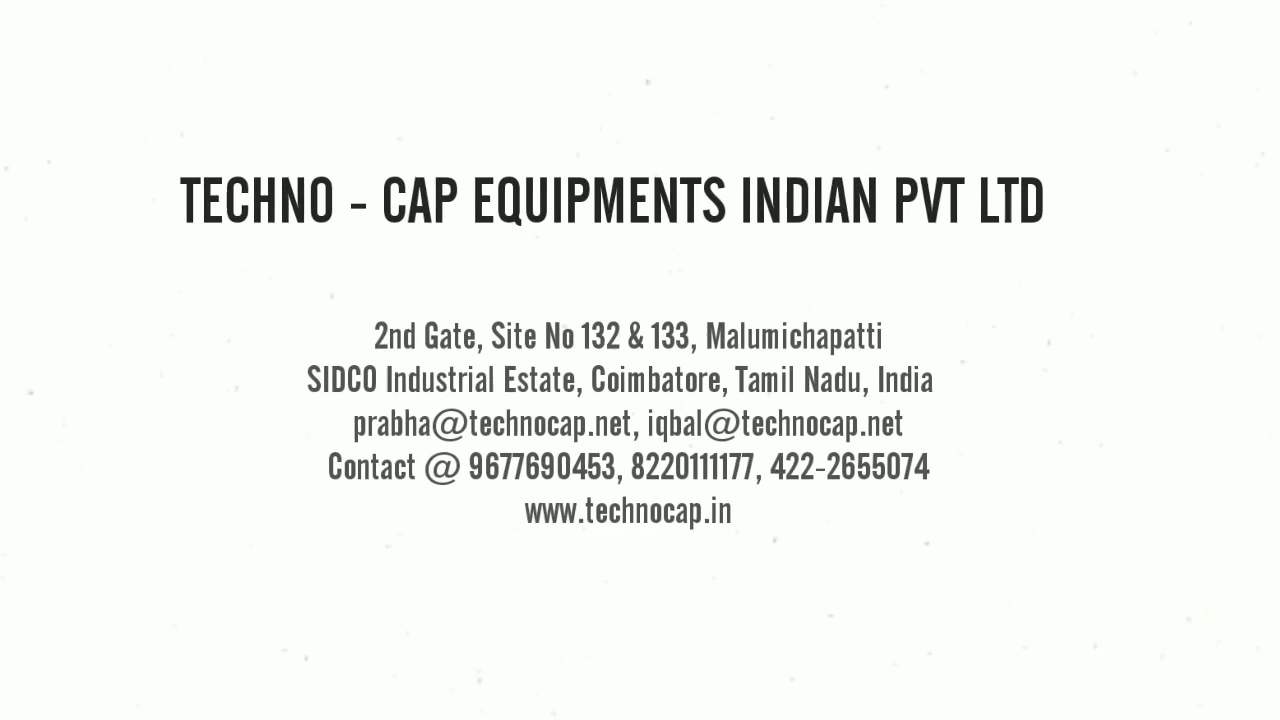 TECHNO - CAP EQUIPMENTS INDIAN PVT LTD
2nd Gate, Site No 132 & 133, Malumichapatti
SIDCO Industrial Estate, Coimbatore, Tamil Nadu, India
prabha@technocap.net, iqbal@technocap.net
Contact @ 9677690453, 8220111177, 422-2655074
www.technocap.in